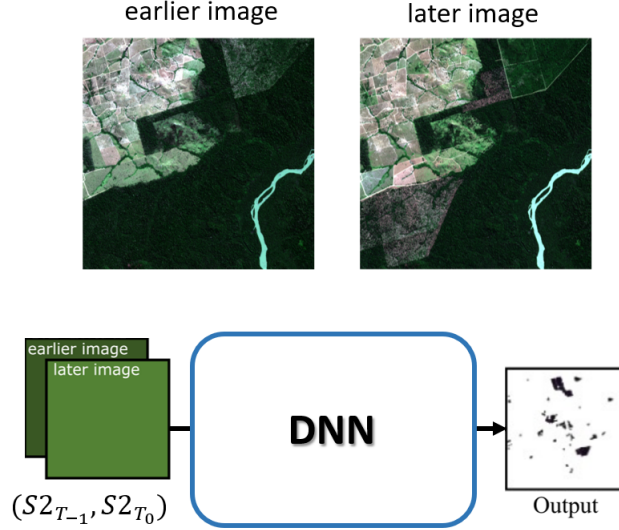 earlier image later image
earlier image
later image
DNN
(S2_{T_{-1}}, S2_{T_0})
Output